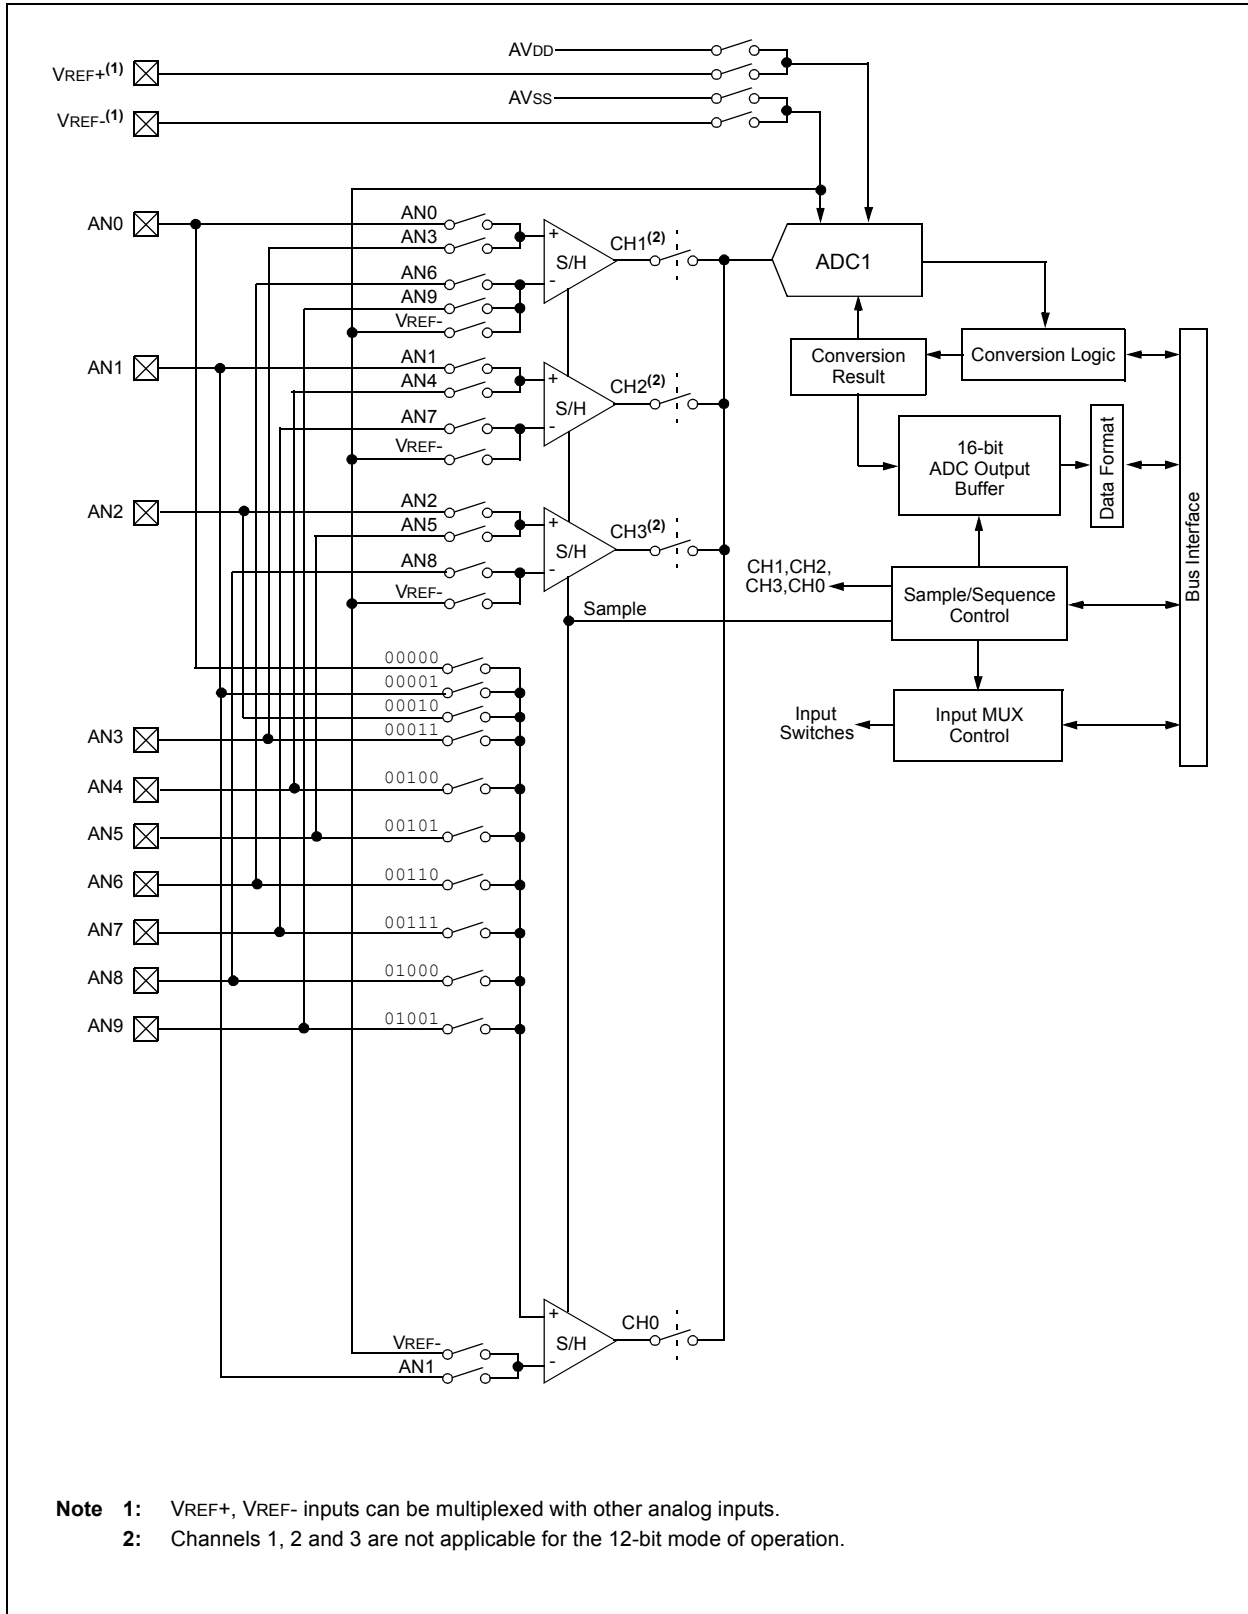 AVDD
VREF+(1)
AVSS
VREF-(1)
AN0
AN0
AN3
AN6
AN9
VREF-
+
-
S/H
CH1(2)
ADC1
Conversion Logic
Conversion
Result
AN1
AN1
AN4
AN7
VREF-
+
-
S/H
CH2(2)
16-bit
ADC Output
Buffer
Data Format
Bus Interface
AN2
AN2
AN5
AN8
VREF-
+
-
S/H
CH3(2)
CH1,CH2,
CH3,CH0
Sample/Sequence
Control
Sample
00000
00001
00010
00011
Input
Switches
Input MUX
Control
AN3
AN4
00100
AN5
00101
AN6
00110
AN7
00111
AN8
01000
AN9
01001
VREF-
AN1
+
-
S/H
CH0
Note 1: VREF+, VREF- inputs can be multiplexed with other analog inputs.
2: Channels 1, 2 and 3 are not applicable for the 12-bit mode of operation.